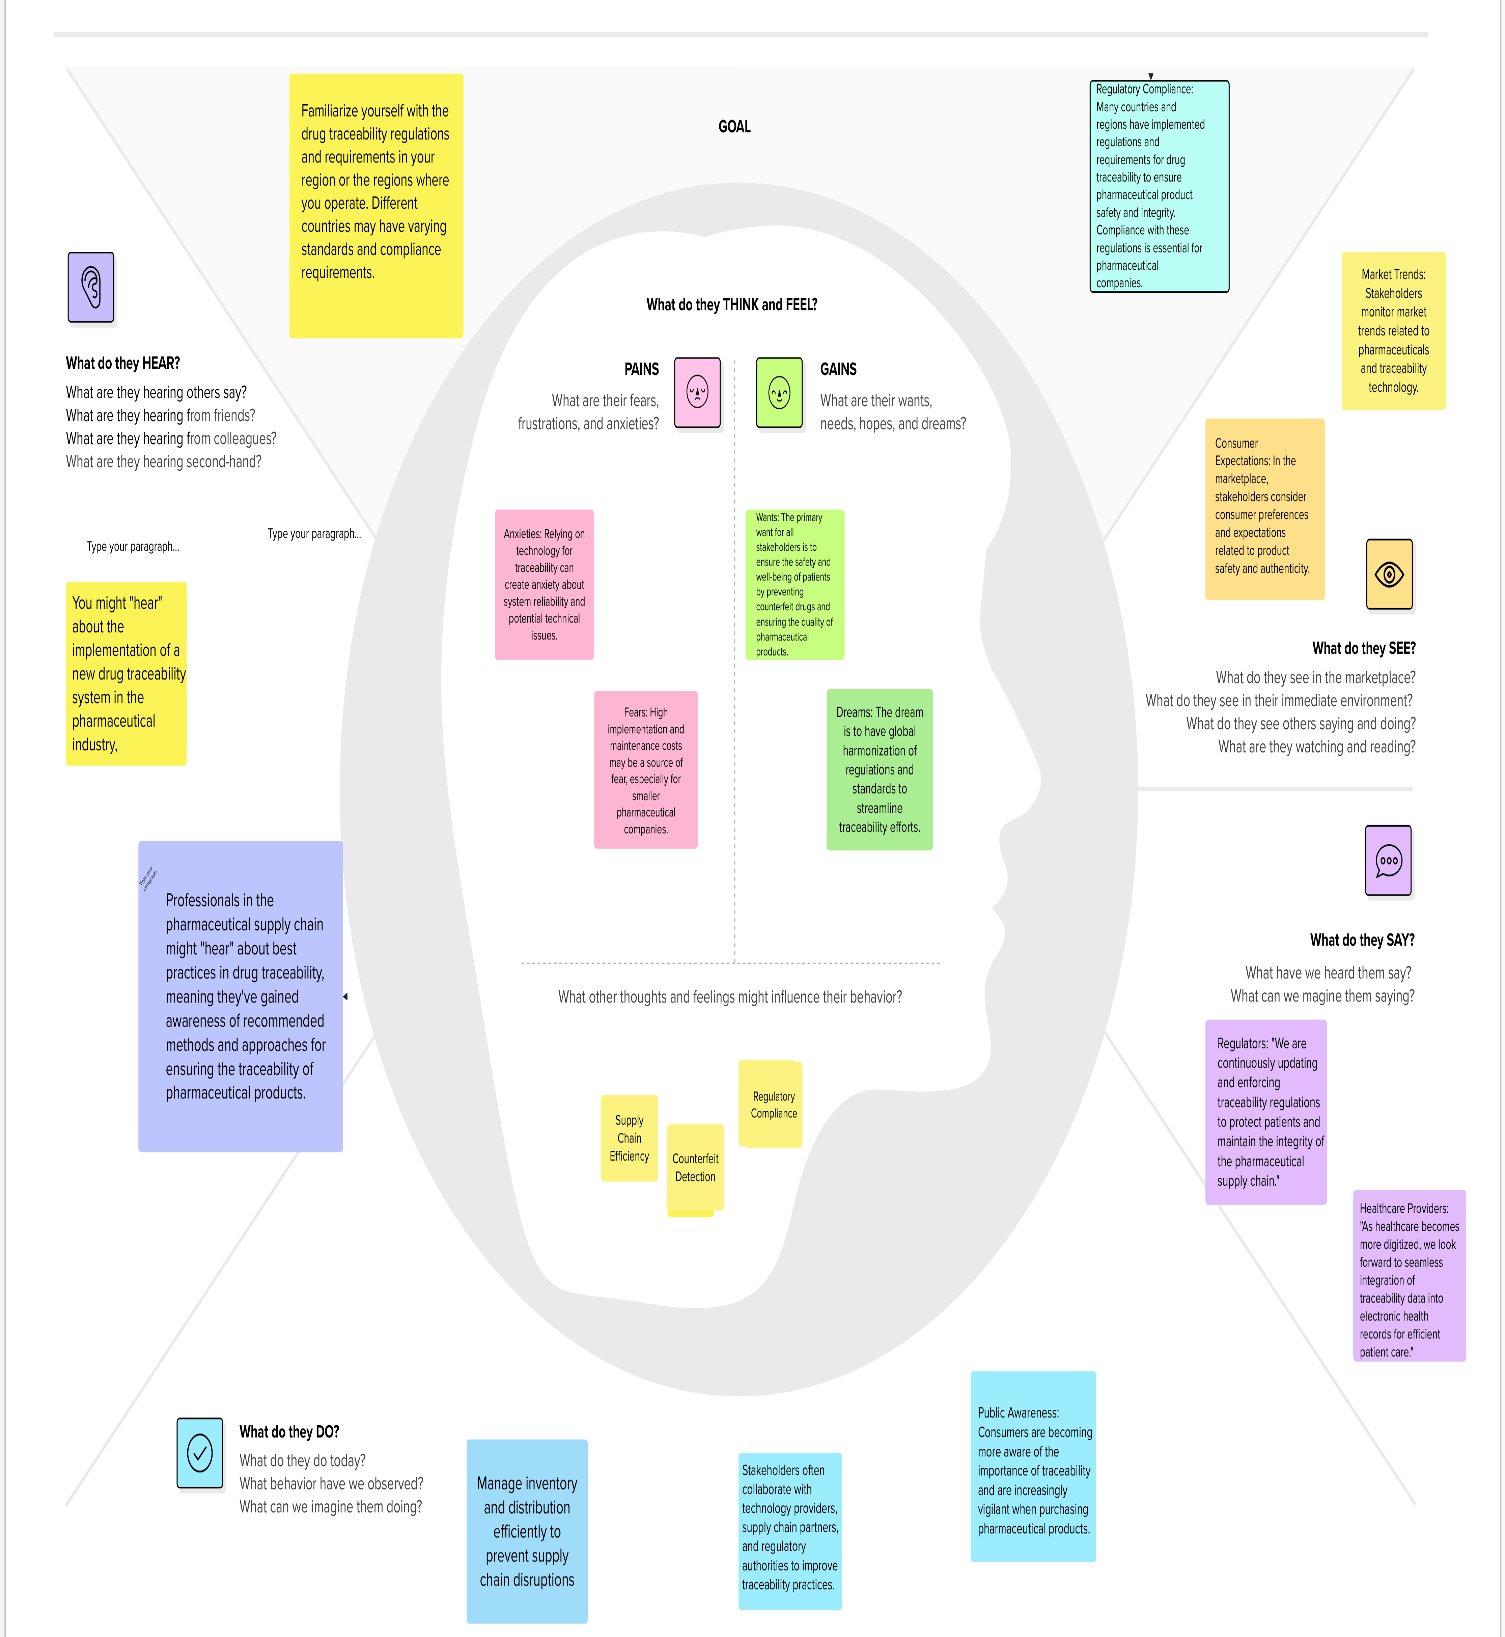 GOAL
Familiarize yourself with the
drug traceability regulations
and requirements in your
region or the regions where
you operate. Different
countries may have varying
standards and compliance
requirements.
Regulatory Compliance:
Many countries and
regions have implemented
regulations and
requirements for drug
traceability to ensure
pharmaceutical product
safety and integrity.
Compliance with these
regulations is essential for
pharmaceutical
companies.
What do they HEAR?
What are they hearing others say?
What are they hearing from friends?
What are they hearing from colleagues?
What are they hearing second-hand?
Type your paragraph...
Type your paragraph...
You might "hear"
about the
implementation of a
new drug traceability
system in the
pharmaceutical
industry,
Type your
paragraph...
Professionals in the
pharmaceutical supply chain
might "hear" about best
practices in drug traceability,
meaning they've gained
awareness of recommended
methods and approaches for
ensuring the traceability of
pharmaceutical products.
What do they THINK and FEEL?
PAINS
What are their fears,
frustrations, and anxieties?
GAINS
What are their wants,
needs, hopes, and dreams?
Anxieties: Relying on
technology for
traceability can
create anxiety about
system reliability and
potential technical
issues.
Fears: High
implementation and
maintenance costs
may be a source of
fear, especially for
smaller
pharmaceutical
companies.
Wants: The primary
want for all
stakeholders is to
ensure the safety and
well-being of patients
by preventing
counterfeit drugs and
ensuring the quality of
pharmaceutica
products.
Dreams: The dream
is to have global
harmonization of
regulations and
standards to
streamline
traceability efforts.
What other thoughts and feelings might influence their behavior?
Supply
Chain
Efficiency
Counterfeit
Detection
Regulatory
Compliance
Market Trends:
Stakeholders
monitor market
trends related to
pharmaceuticals
and traceability
technology.
Consumer
Expectations: In the
marketplace,
stakeholders consider
consumer preferences
and expectations
related to product
safety and authenticity.
What do they SEE?
What do they see in the marketplace?
What do they see in their immediate environment?
What do they see others saying and doing?
What are they watching and reading?
What do they SAY?
What have we heard them say?
What can we magine them saying?
Regulators: "We are
continuously updating
and enforcing
traceability regulations
to protect patients and
maintain the integrity of
the pharmaceutical
supply chain."
Healthcare Providers:
"As healthcare becomes
more digitized, we look
forward to seamless
integration of
traceability data into
electronic health
records for efficient
patient care."
What do they DO?
What do they do today?
What behavior have we observed?
What can we imagine them doing?
Manage inventory
and distribution
efficiently to
prevent supply
chain disruptions
Stakeholders often
collaborate with
technology providers,
supply chain partners,
and regulatory
authorities to improve
traceability practices.
Public Awareness:
Consumers are becoming
more aware of the
importance of traceability
and are increasingly
vigilant when purchasing
pharmaceutical products.